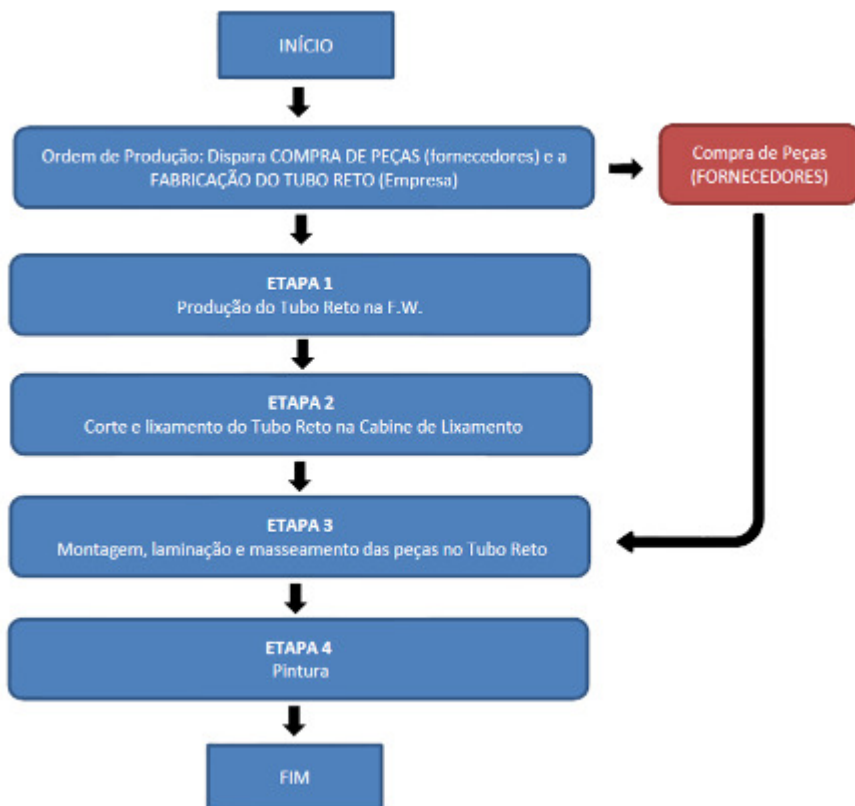 INÍCIO
Ordem de Produção: Dispara COMPRA DE PEÇAS (fornecedores) e a
FABRICAÇÃO DO TUBO RETO (Empresa)
Compra de Peças
(FORNECEDORES)
ETAPA 1
Produção do Tubo Reto na F.W.
ETAPA 2
Corte e lixamento do Tubo Reto na Cabine de Lixamento
ETAPA 3
Montagem, laminação e masseamento das peças no Tubo Reto
ETAPA 4
Pintura
FIM